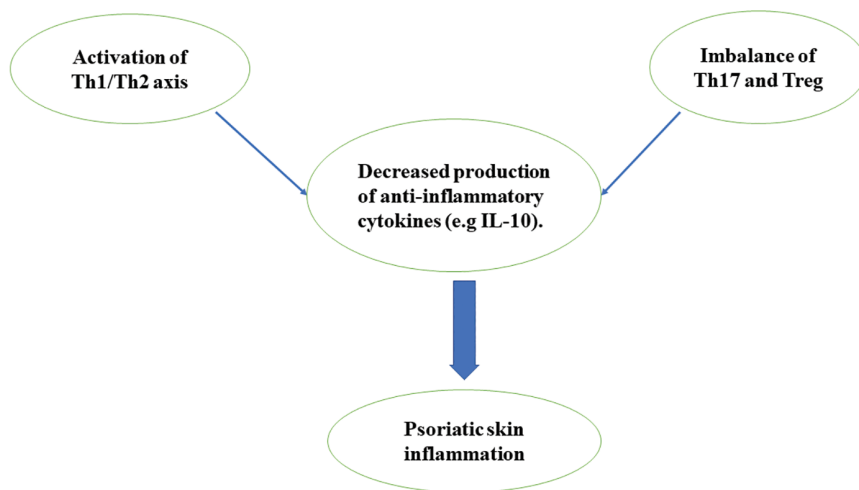 Activation of
Th1/Th2 axis
Imbalance of
Th17 and Treg
Decreased production
of anti-inflammatory
cytokines (e.g IL-10).
Psoriatic skin
inflammation